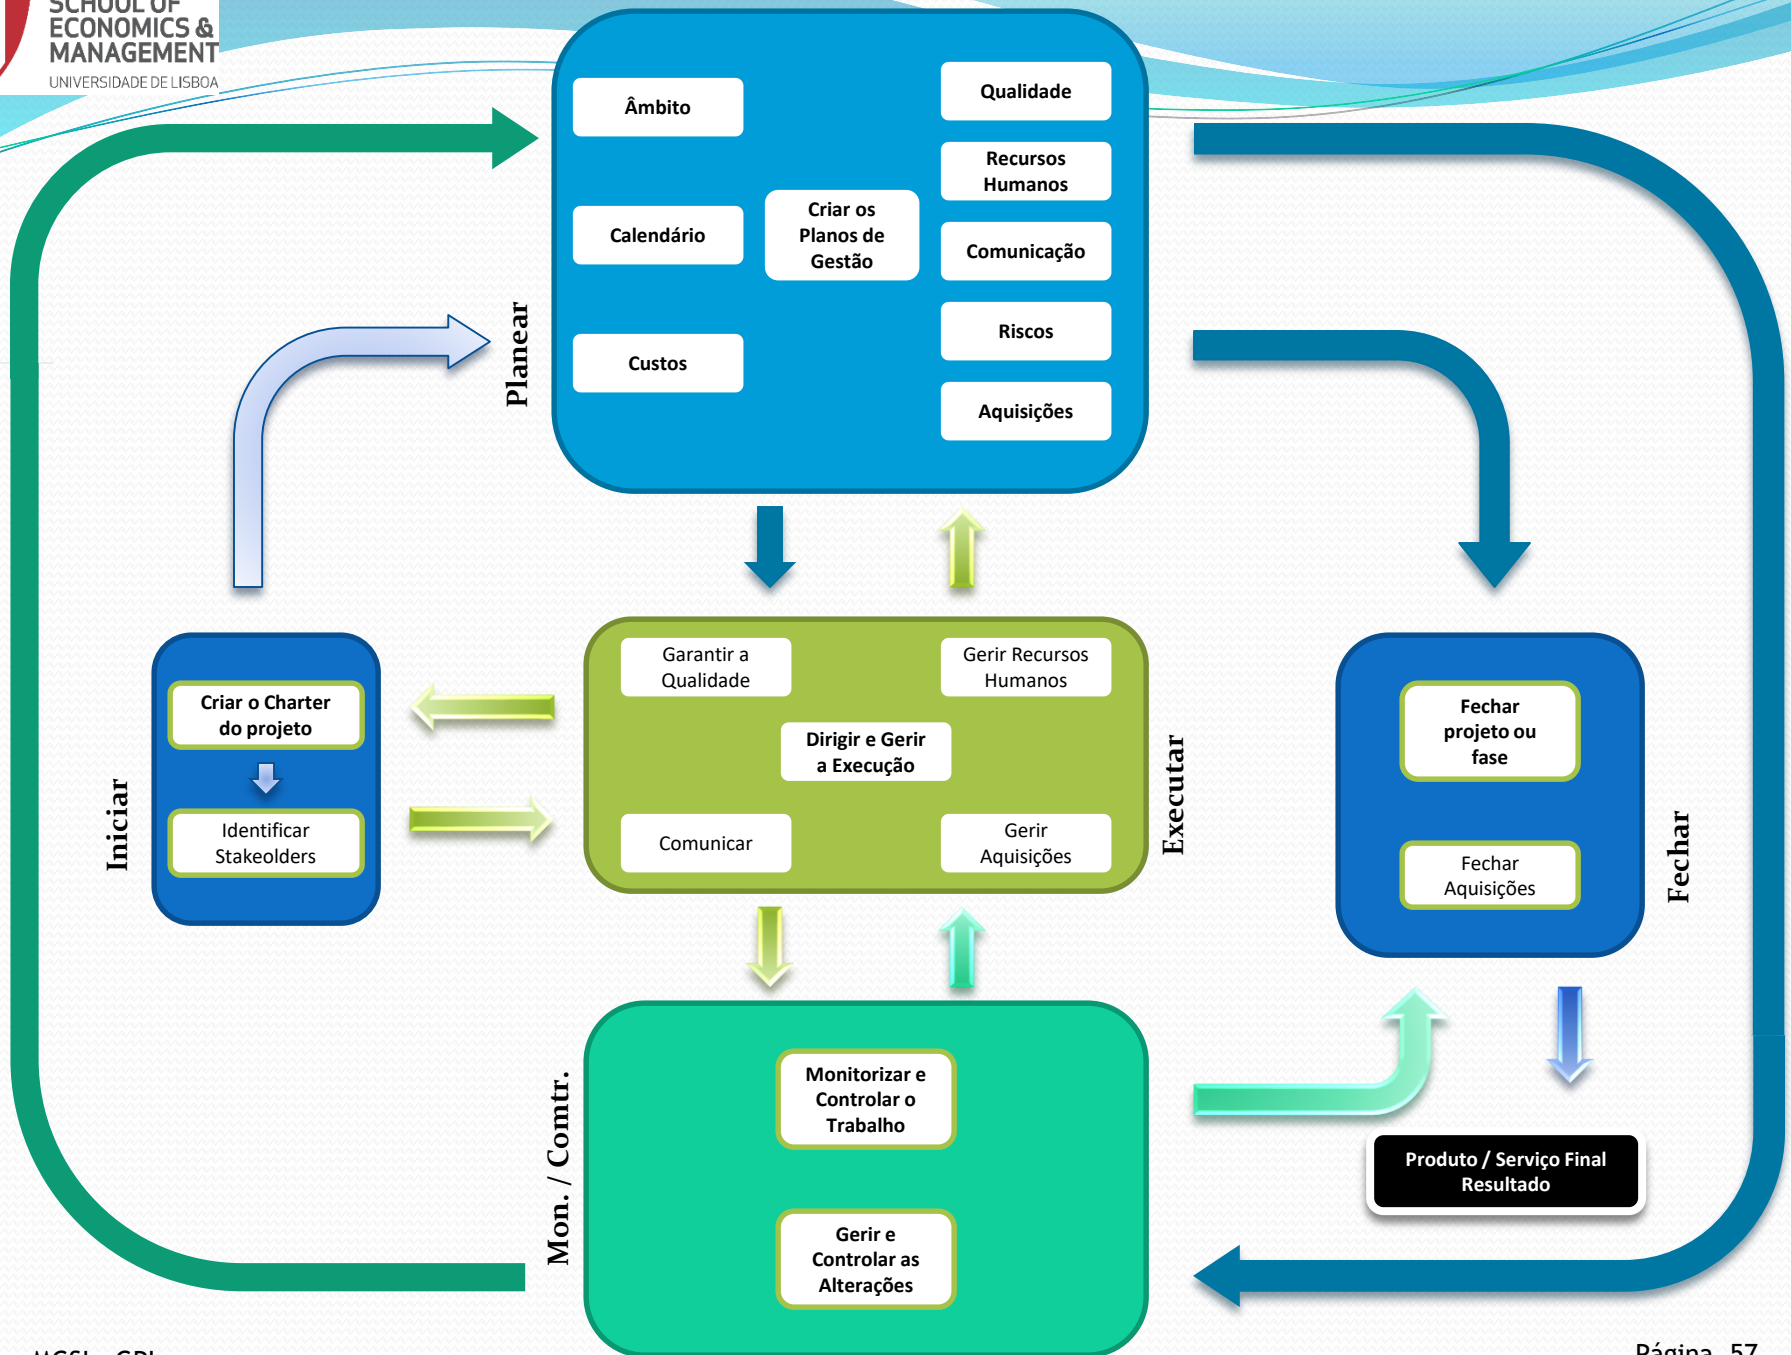 SCHOOL OF
ECONOMICS &
MANAGEMENT
UNIVERSIDADE DE LISBOA
Planear
Âmbito
Calendário
Custos
Criar os
Planos de
Gestão
Qualidade
Recursos
Humanos
Comunicação
Riscos
Aquisições
Iniciar
Criar o Charter
do projeto
Identificar
Stakeolders
Executar
Garantir a
Qualidade
Gerir Recursos
Humanos
Dirigir e Gerir
a Execução
Comunicar
Gerir
Aquisições
Fechar
Fechar
projeto ou
fase
Fechar
Aquisições
Mon. / Comtr.
Monitorizar e
Controlar o
Trabalho
Gerir e
Controlar as
Alterações
Produto / Serviço Final
Resultado
Página 57